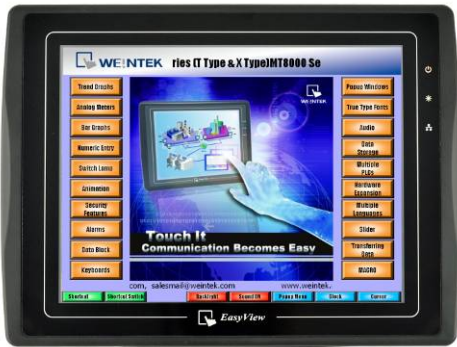 WEINTEK ries (T Type & X Type)MT8000 Se
Trend Graphs
Analog Meters
Bar Graphs
Numeric Entry
Switch Lamp
Animation
Security
Features
Alarms
Data Block
Keyboards
WEINTEK
Touch It
Communication Becomes Easy
Popup Windows
True Type Fonts
Audio
Data
Storage
Multiple
PLCs
Hardware
Expansion
Multiple
Languages
Slider
Transferring
Data
MACRO
com, salesmail@weintek.com www.weintek.
Shortcut
Shortcut Switch
Backlight
Sound ON
Popup Menu
Clock
Cursor
EasyView